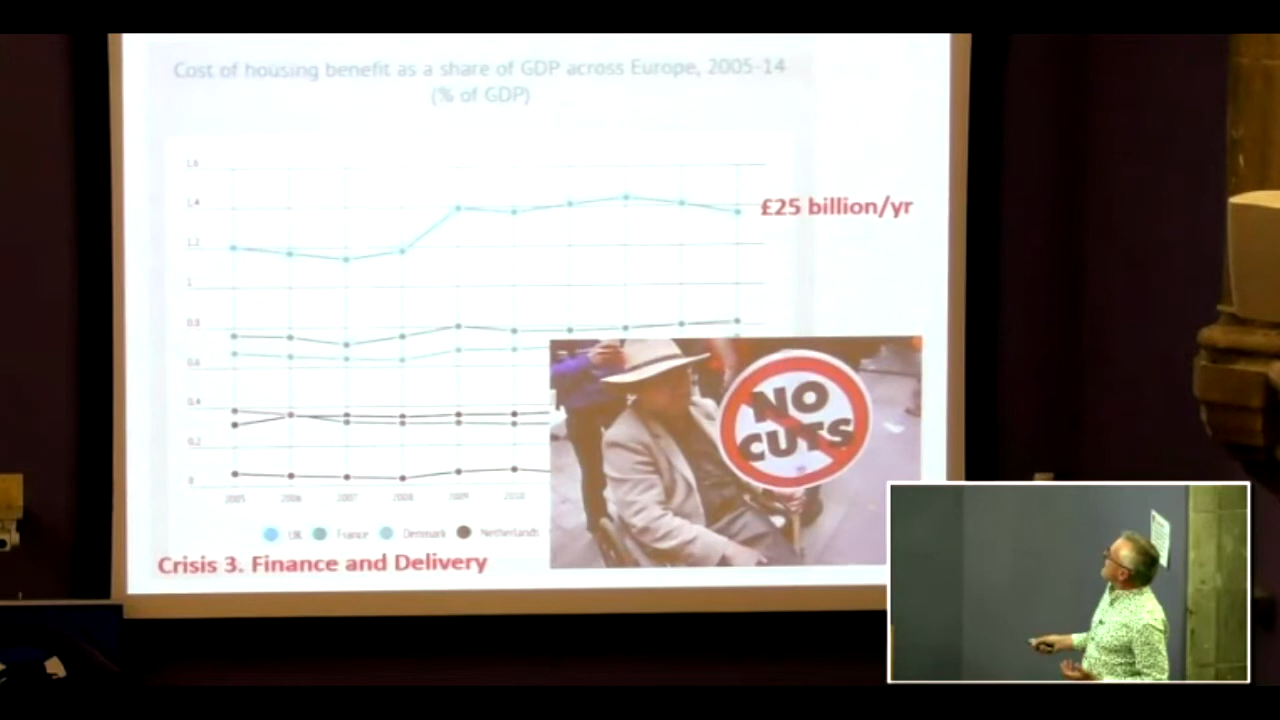 Cost of housing benefit as a share of GDP across Europe, 2005-14
(% of GDP)
1.6
1.4
£25 billion/yr
1.2
1
0.8
0.6
0.4
0.2
0
2005 2006 2007 2008 2009 2010
UK France Denmark Netherlands
NO
CUTS
Crisis 3. Finance and Delivery